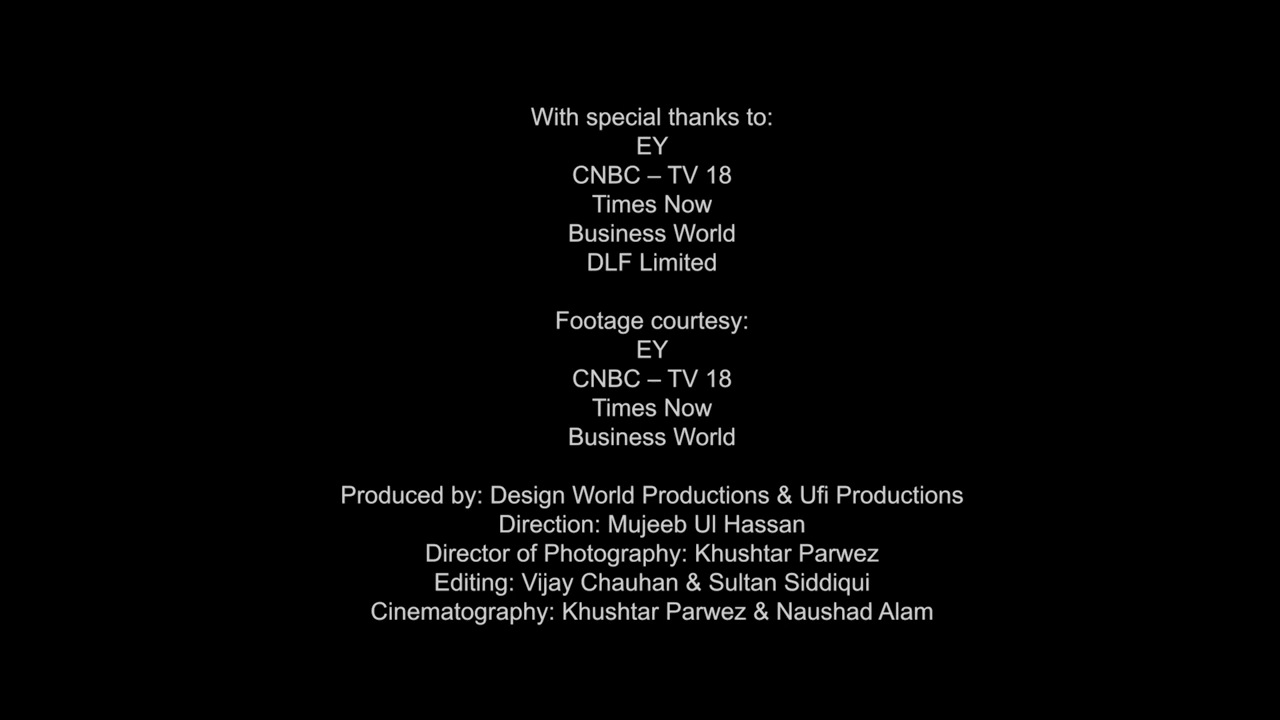 With special thanks to:
EY
CNBC – TV 18
Times Now
Business World
DLF Limited
Footage courtesy:
EY
CNBC – TV 18
Times Now
Business World
Produced by: Design World Productions & Ufi Productions
Direction: Mujeeb Ul Hassan
Director of Photography: Khushtar Parwez
Editing: Vijay Chauhan & Sultan Siddiqui
Cinematography: Khushtar Parwez & Naushad Alam